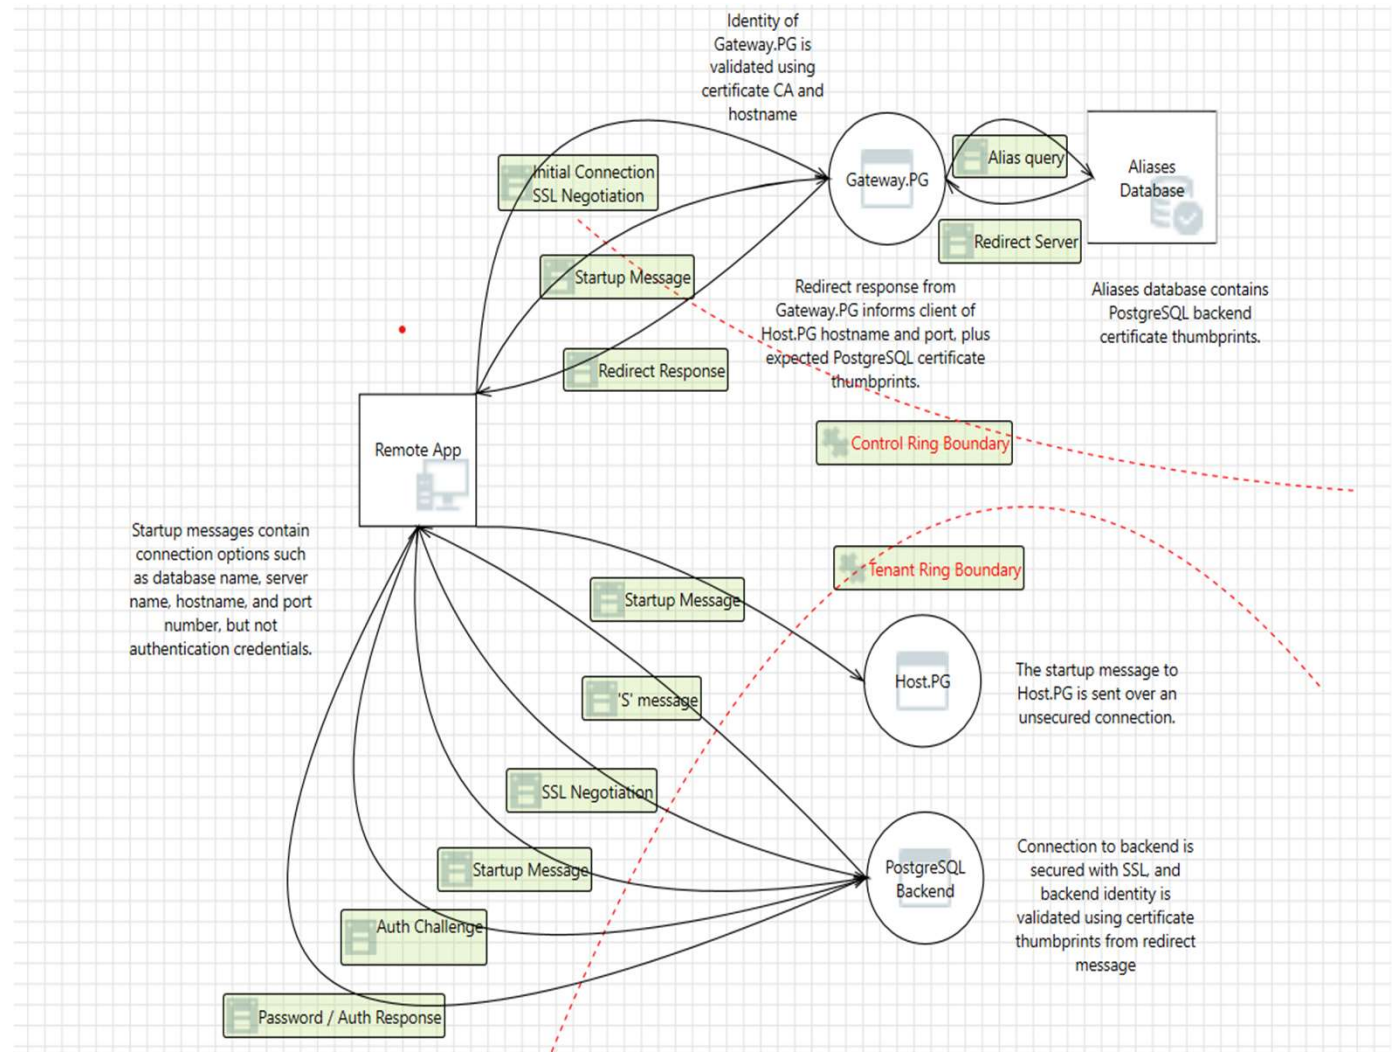 Identity of
Gateway.PG is
validated using
certificate CA and
hostname
Initial Connection
SSL Negotiation
Gateway.PG
Alias query
Aliases
Database
Redirect Server
Startup Message
Redirect response from
Gateway.PG informs client of
Host.PG hostname and port, plus
expected PostgreSQL certificate
thumbprints.
Aliases database contains
PostgreSQL backend
certificate thumbprints.
Redirect Response
Control Ring Boundary
Remote App
Startup messages contain
connection options such
as database name, server
name, hostname, and port
number, but not
authentication credentials.
Tenant Ring Boundary
Startup Message
Host.PG
The startup message to
Host.PG is sent over an
unsecured connection.
'S' message
SSL Negotiation
Startup Message
PostgreSQL
Backend
Connection to backend is
secured with SSL, and
backend identity is
validated using certificate
thumbprints from redirect
message
Auth Challenge
Password / Auth Response